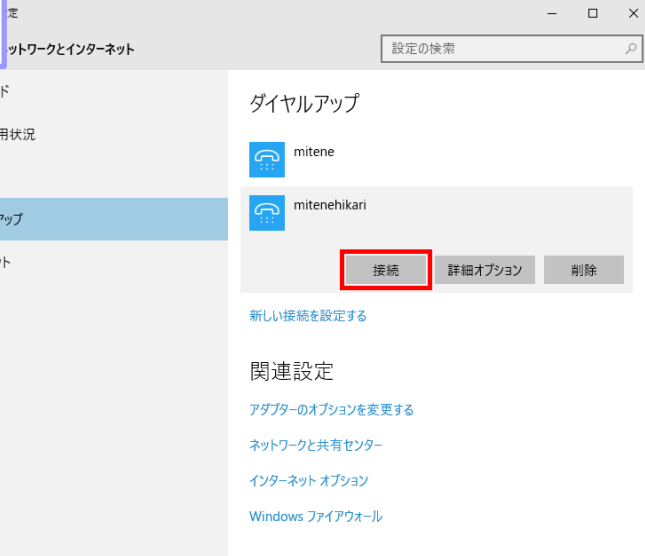 定
ットワークとインターネット
設定の検索
ド
用状況
アップ
ット
ダイヤルアップ
mitene
mitenehikari
接続
詳細オプション
削除
新しい接続を設定する
関連設定
アダプターのオプションを変更する
ネットワークと共有センター
インターネット オプション
Windows ファイアウォール